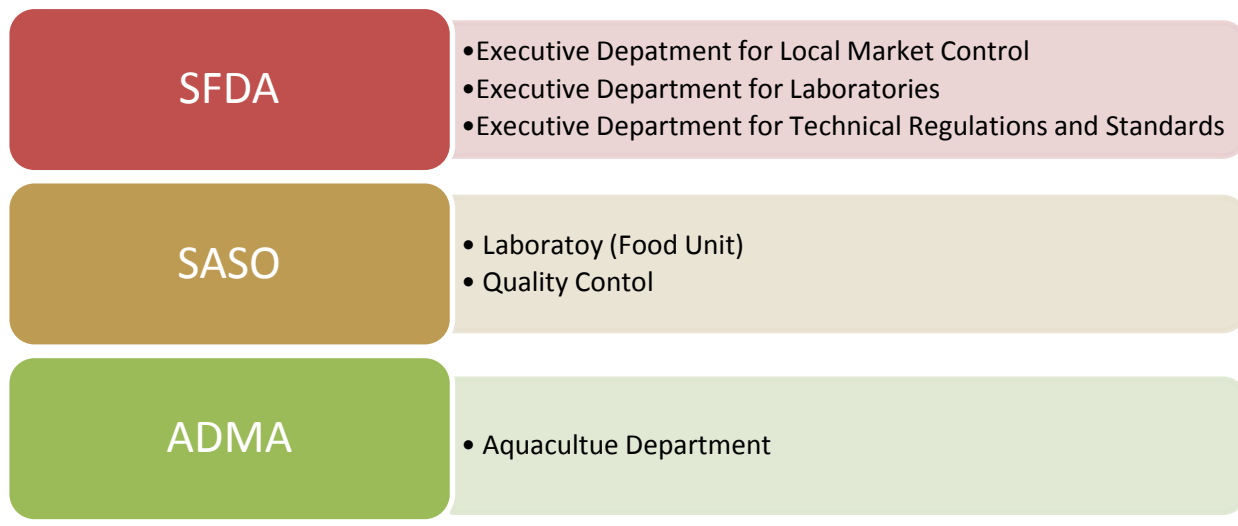 SFDA
•Executive Depatment for Local Market Control
•Executive Department for Laboratories
•Executive Department for Technical Regulations and Standards
SASO
• Laboratoy (Food Unit)
• Quality Contol
ADMA
• Aquacultue Department